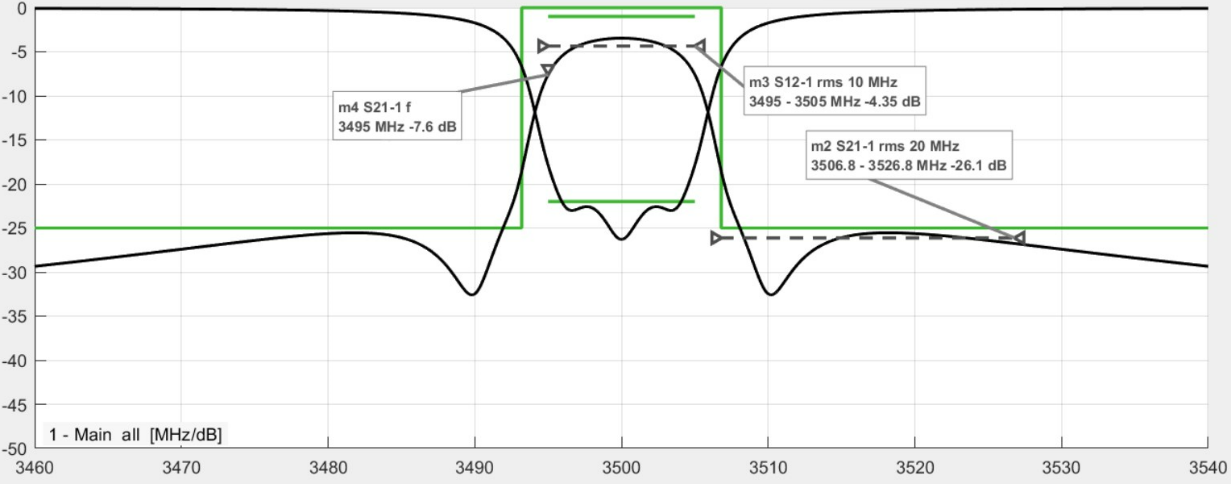 0
-5
-10
-15
-20
-25
-30
-35
-40
-45
-50
m4 S21-1 f
3495 MHz -7.6 dB
m3 S12-1 rms 10 MHz
3495 - 3505 MHz -4.35 dB
m2 S21-1 rms 20 MHz
3506.8 - 3526.8 MHz -26.1 dB
1 - Main all [MHz/dB]
3460 3470 3480 3490 3500 3510 3520 3530 3540